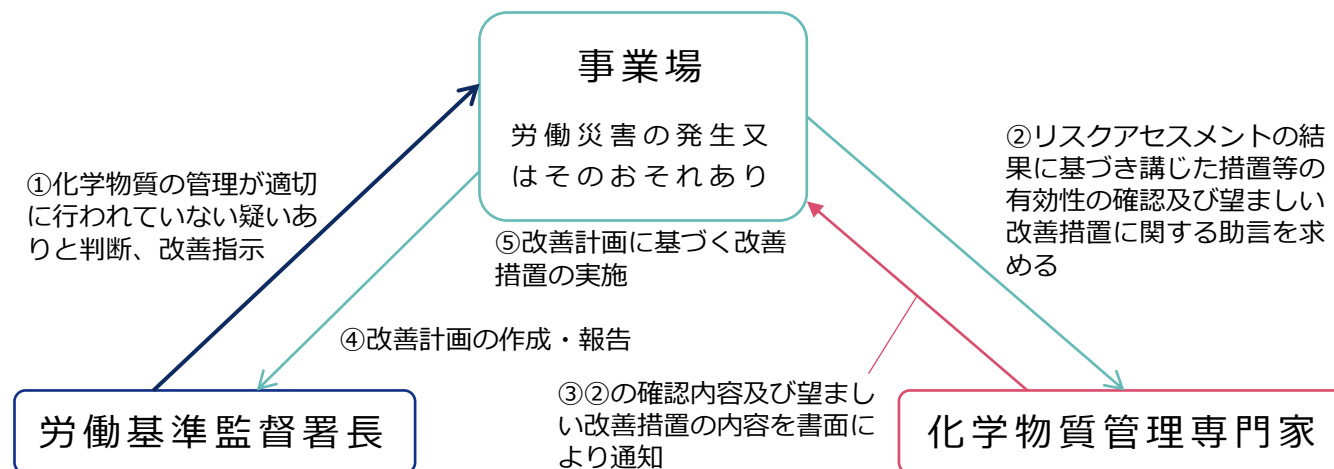 事業場
労働災害の発生又
はそのおそれあり
①化学物質の管理が適切
に行われていない疑いあ
りと判断、改善指示
②リスクアセスメントの結
果に基づき講じた措置等の
有効性の確認及び望ましい
改善措置に関する助言を求
める
⑤改善計画に基づく改善
措置の実施
④改善計画の作成・報告
③②の確認内容及び望まし
い改善措置の内容を書面に
より通知
労働基準監督署長
化学物質管理専門家